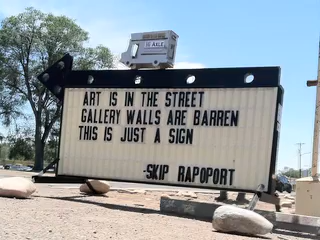 ART IS IN THE STREET
GALLERY WALLS ARE BARREN
THIS IS JUST A SIGN
-SKIP RAPOPORT